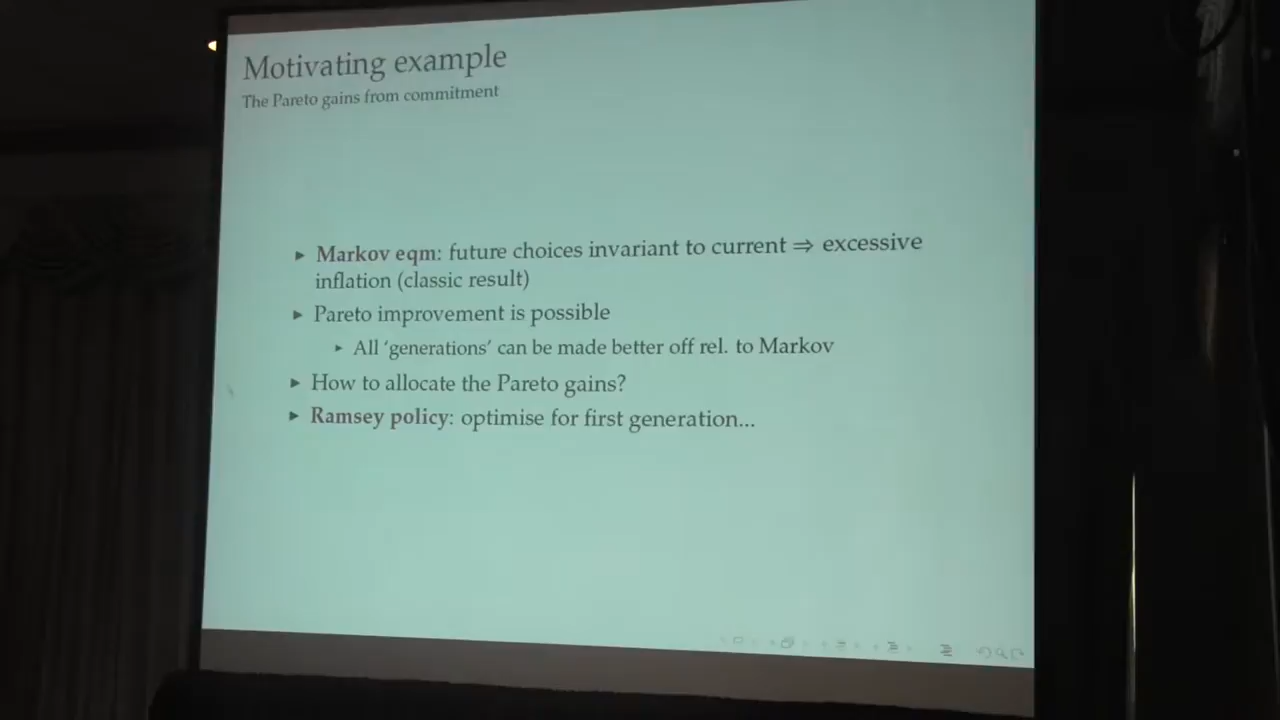 Motivating example
The Pareto gains from commitment
▶ Markov eqm: future choices invariant to current ⇒ excessive
inflation (classic result)
▶ Pareto improvement is possible
▶ All ‘generations’ can be made better off rel. to Markov
▶ How to allocate the Pareto gains?
▶ Ramsey policy: optimise for first generation...